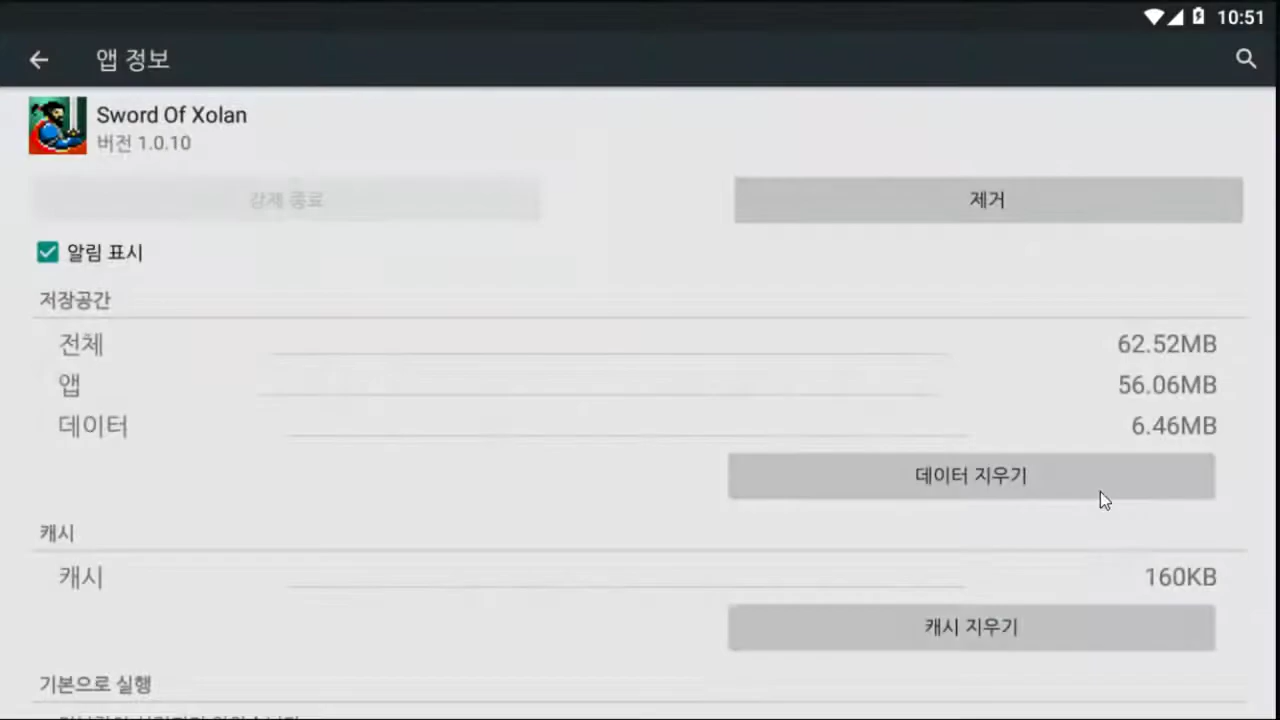 10:51
앱 정보
Sword Of Xolan
버전 1.0.10
강제 종료
제거
알림 표시
저장공간
전체 62.52MB
앱 56.06MB
데이터 6.46MB
데이터 지우기
캐시
캐시 160KB
캐시 지우기
기본으로 실행